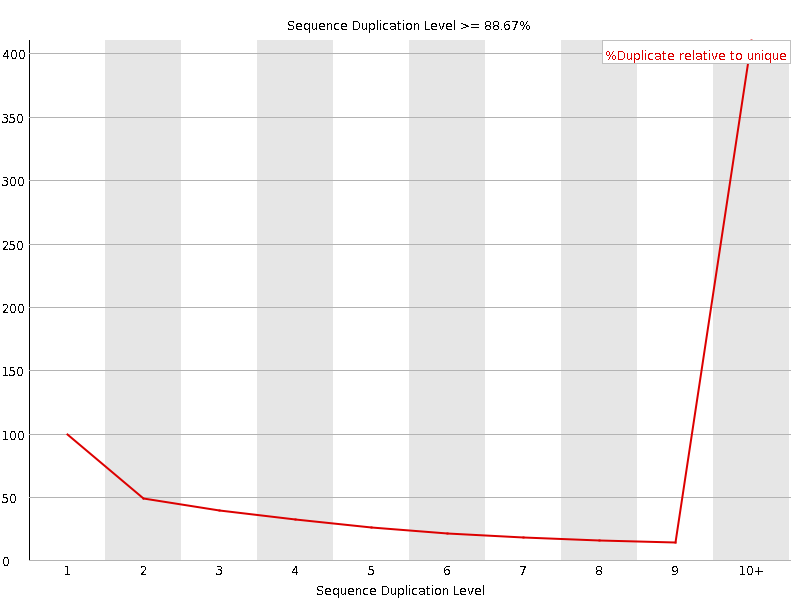 Sequence Duplication Level >= 88.67%
%Duplicate relative to unique
400
350
300
250
200
150
100
50
0
1 2 3 4 5 6 7 8 9 10+
Sequence Duplication Level